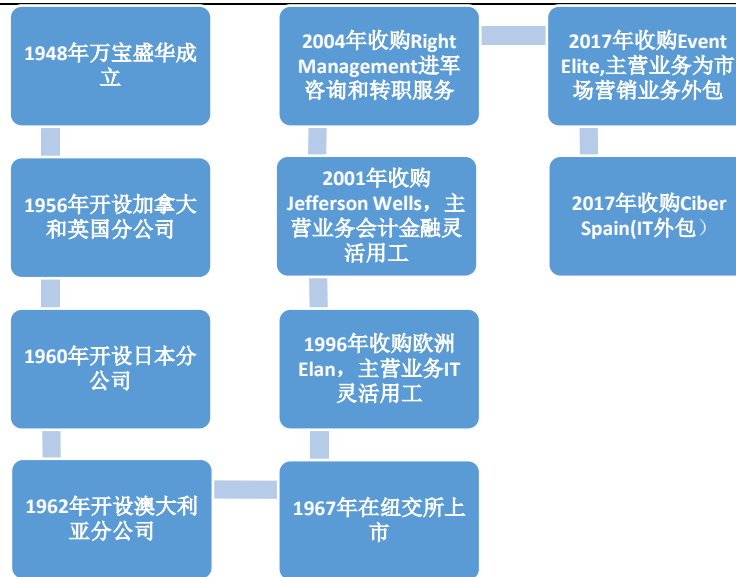 1948年万宝盛华成
立
1956年开设加拿大
和英国分公司
1960年开设日本分
公司
1962年开设澳大利
亚分公司
1967年在纽交所上
市
1996年收购欧洲
Elan，主营业务IT
灵活用工
2001年收购
Jefferson Wells，主
营业务会计金融灵
活用工
2004年收购Right
Management进军
咨询和转职服务
2017年收购Event
Elite,主营业务为市
场营销业务外包
2017年收购Ciber
Spain(IT外包）